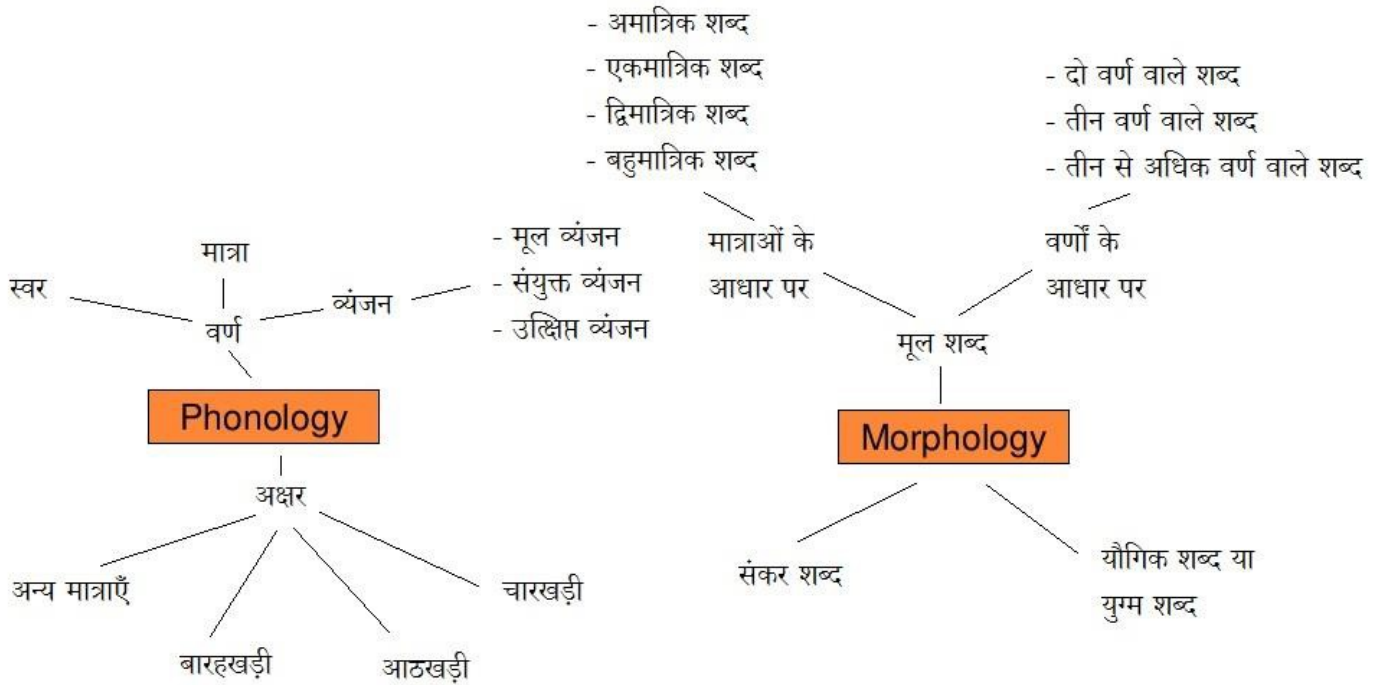 - अमात्रिक शब्द
- एकमात्रिक शब्द
- द्विमात्रिक शब्द
- बहुमात्रिक शब्द
- दो वर्ण वाले शब्द
- तीन वर्ण वाले शब्द
- तीन से अधिक वर्ण वाले शब्द
मात्रा
स्वर
व्यंजन
वर्ण
- मूल व्यंजन
- संयुक्त व्यंजन
- उत्क्षिप्त व्यंजन
मात्राओं के
आधार पर
वर्णों के
आधार पर
मूल शब्द
Phonology
Morphology
अक्षर
अन्य मात्राएँ
बारहखड़ी
आठखड़ी
चारखड़ी
संकर शब्द
यौगिक शब्द या
युग्म शब्द